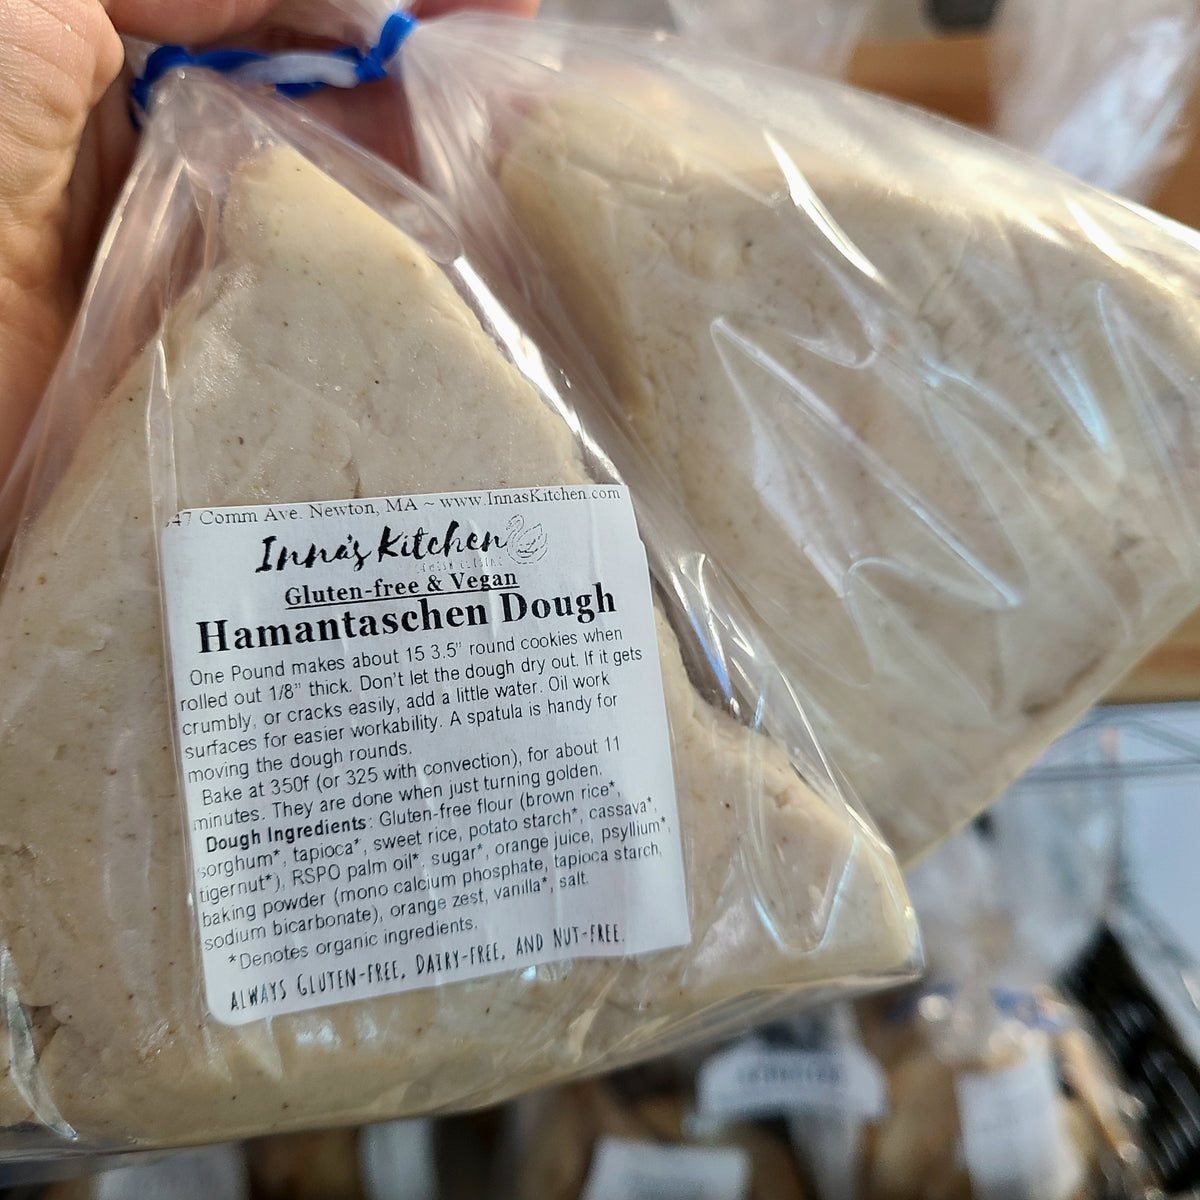 47 Comm Ave. Newton, MA ~ www.InnasKitchen.com
Inna's Kitchen
Gluten-free & Vegan
Hamantaschen Dough
One Pound makes about 15 3.5" round cookies when
rolled out 1/8" thick. Don't let the dough dry out. If it gets
crumbly, or cracks easily, add a little water. Oil work
surfaces for easier workability. A spatula is handy for
moving the dough rounds.
Bake at 350f (or 325 with convection), for about 11
minutes. They are done when just turning golden.
Dough Ingredients: Gluten-free flour (brown rice*,
sorghum*, tapioca*, sweet rice, potato starch*, cassava*,
tigernut*), RSPO palm oil*, sugar*, orange juice, psyllium*,
baking powder (mono calcium phosphate, tapioca starch,
sodium bicarbonate), orange zest, vanilla*, salt.
*Denotes organic ingredients.
ALWAYS GLUTEN-FREE, DAIRY-FREE, AND NUT-FREE.